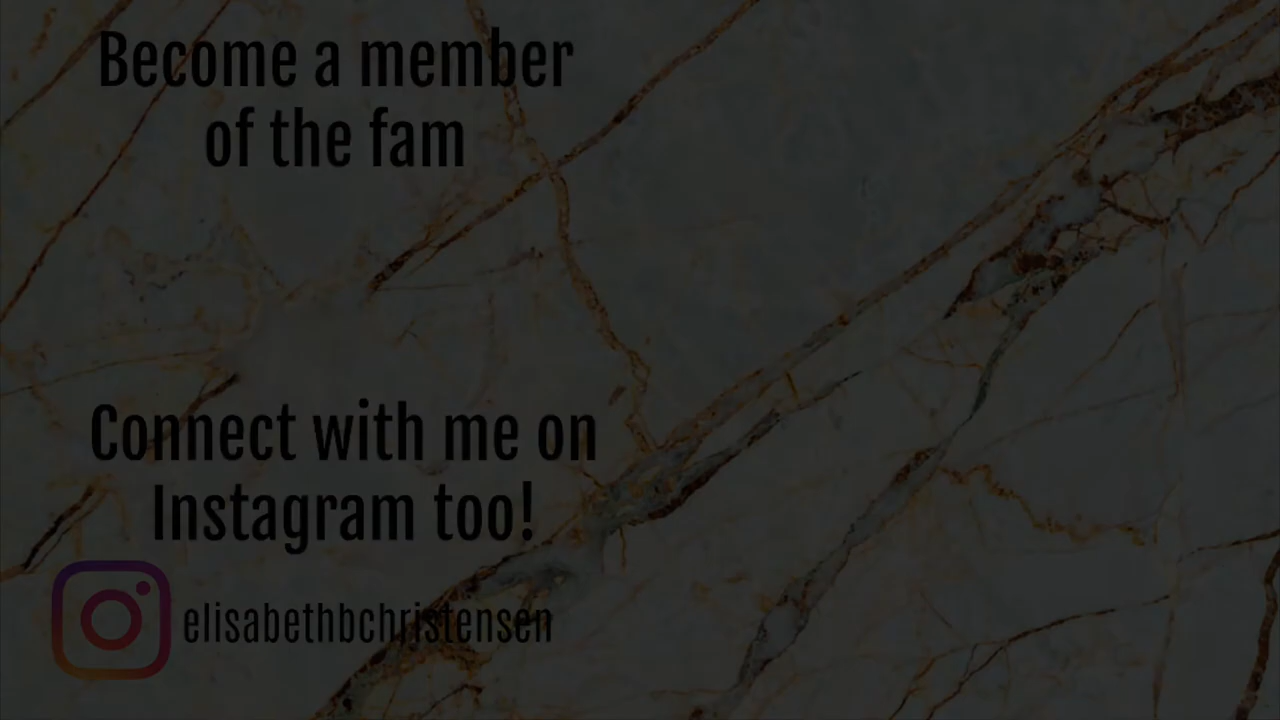 Become a member
of the fam
Connect with me on
Instagram too!
elisabethbchristensen